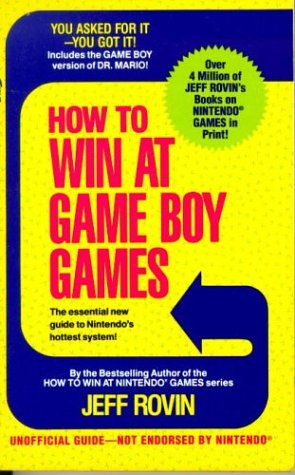 YOU ASKED FOR IT
—YOU GOT IT!
Includes the GAME BOY
version of DR. MARIO!
Over
4 Million of
JEFF ROVIN's
Books on
NINTENDO®
GAMES in
Print!
HOW TO
WIN AT
GAME BOY
GAMES
The essential new
guide to Nintendo's
hottest system!
By the Bestselling Author of the
HOW TO WIN AT NINTENDO® GAMES series
JEFF ROVIN
UNOFFICIAL GUIDE—NOT ENDORSED BY NINTENDO®